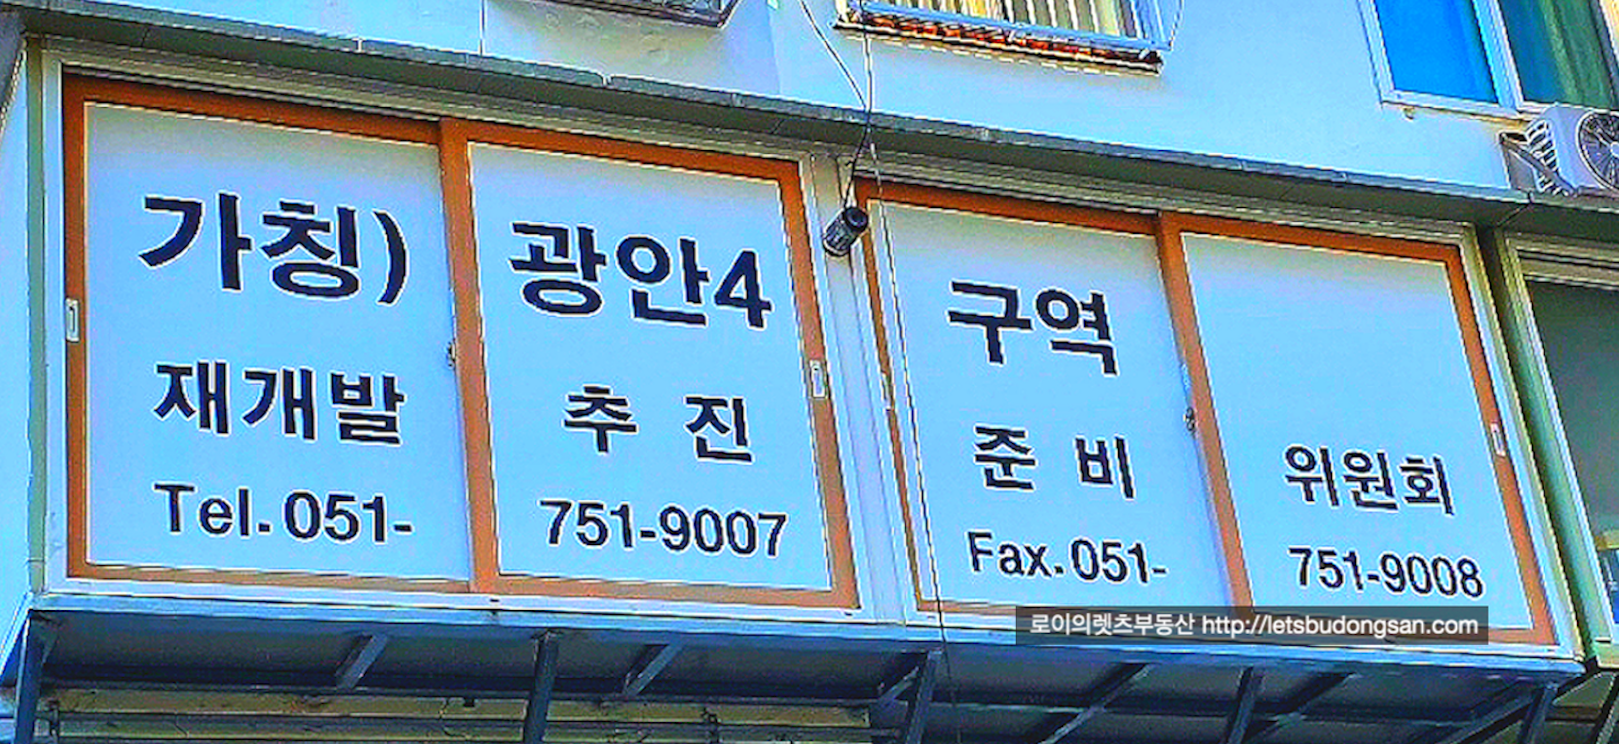 가칭) 광안4 구역
재개발 추 진 준 비 위원회
Tel. 051-751-9007 Fax. 051-751-9008
로이의렛츠부동산 http://letsbudongsan.com